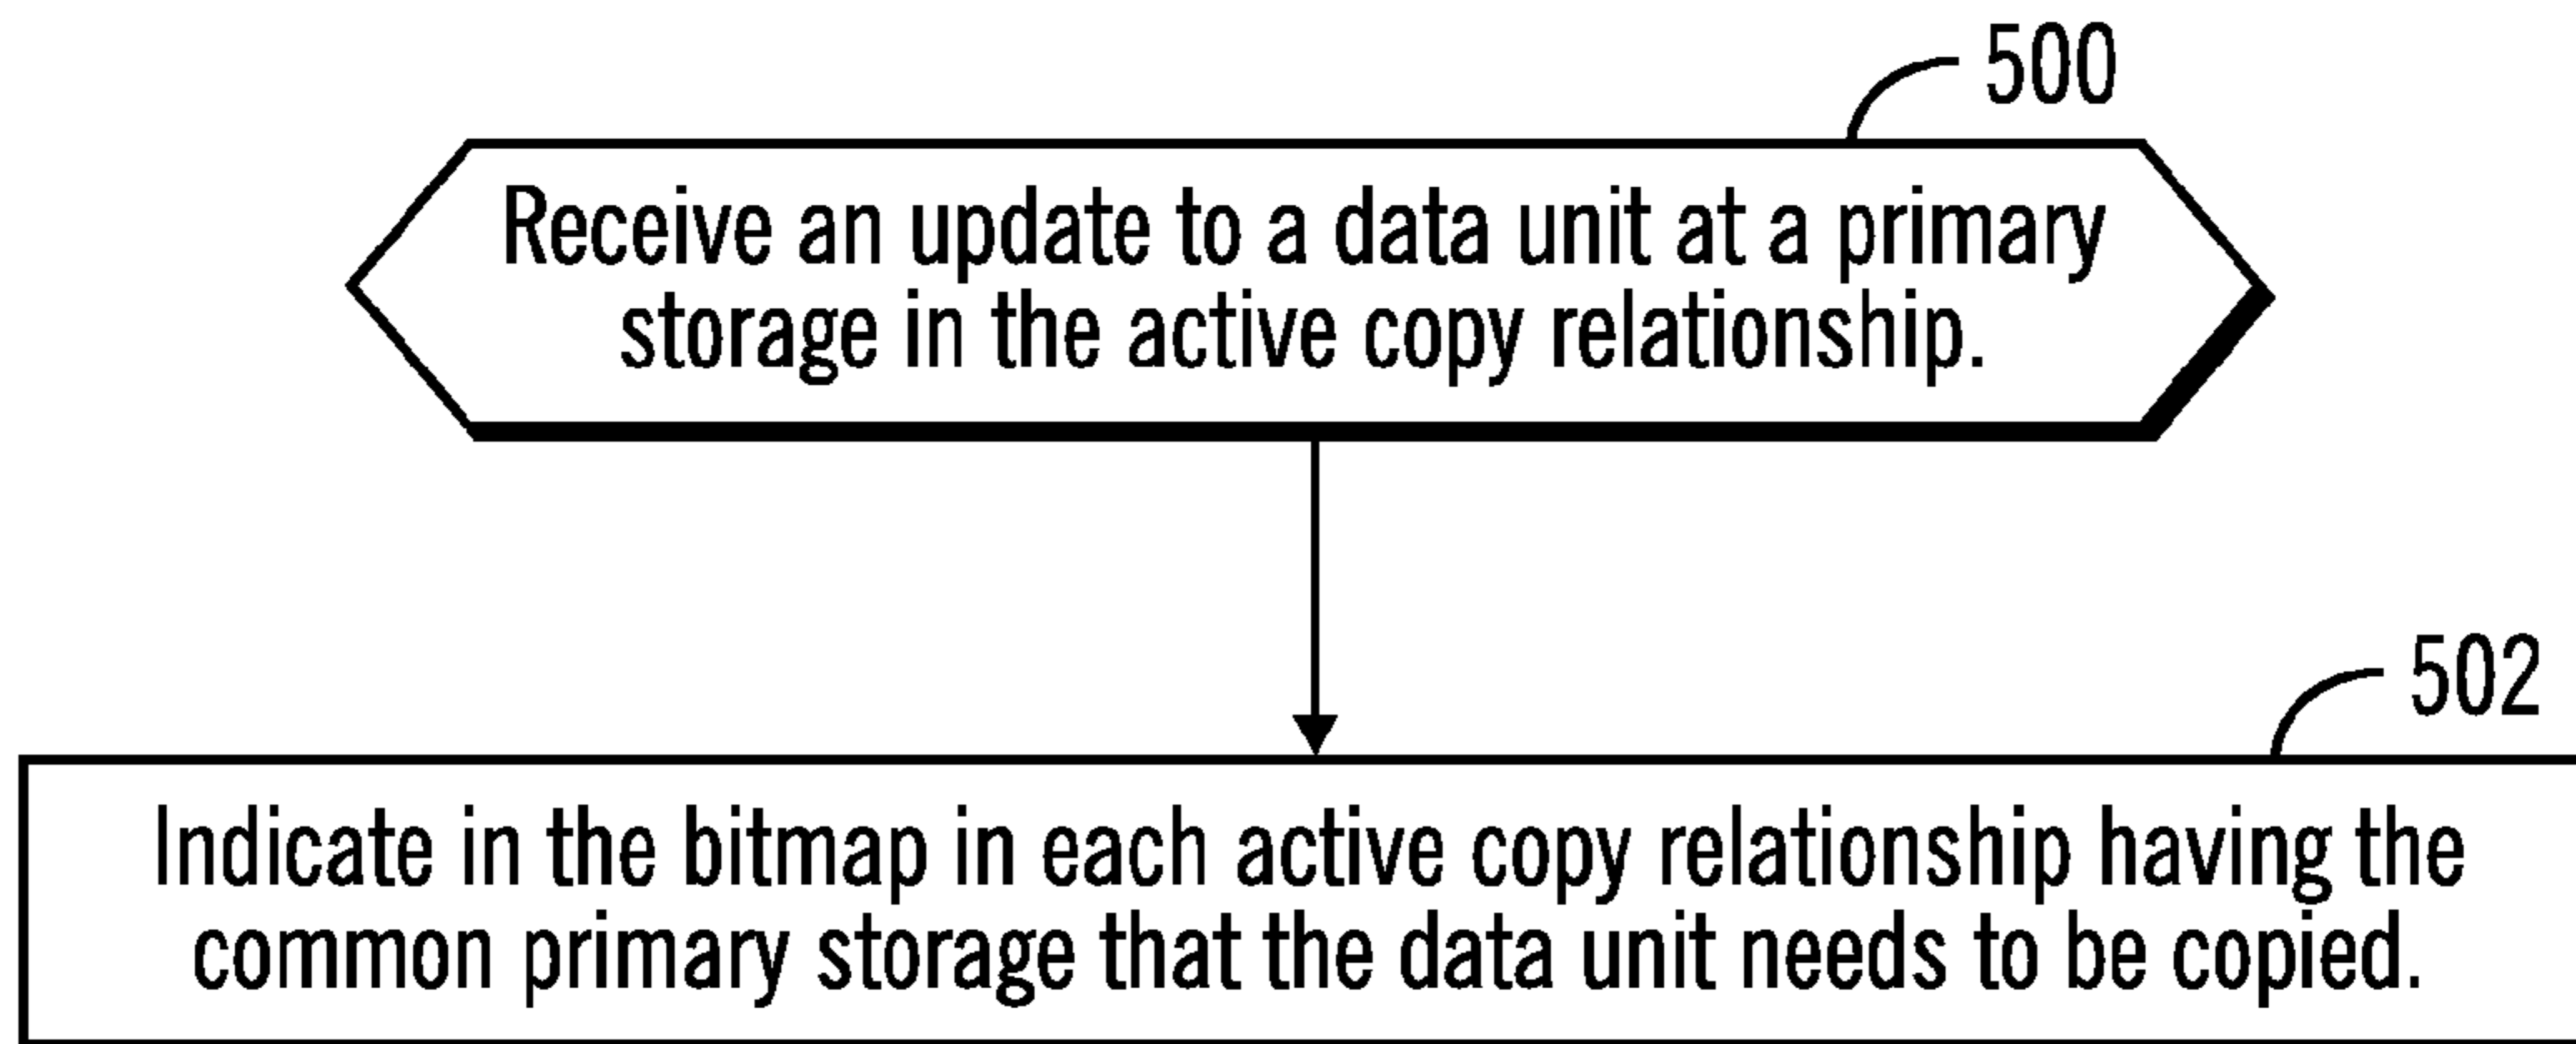 500
Receive an update to a data unit at a primary
storage in the active copy relationship.
502
Indicate in the bitmap in each active copy relationship having the
common primary storage that the data unit needs to be copied.